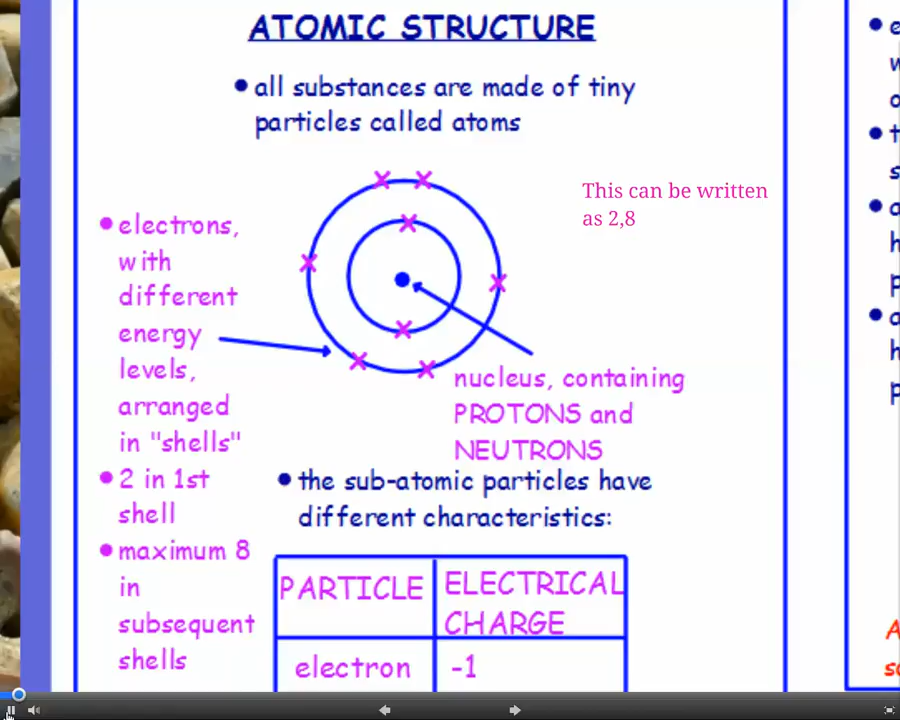 ATOMIC STRUCTURE
• all substances are made of tiny
particles called atoms
This can be written
as 2,8
• electrons,
with
different
energy
levels,
arranged
in "shells"
• 2 in 1st
shell
• maximum 8
in
subsequent
shells
nucleus, containing
PROTONS and
NEUTRONS
• the sub-atomic particles have
different characteristics:
PARTICLE
ELECTRICAL
CHARGE
electron
-1